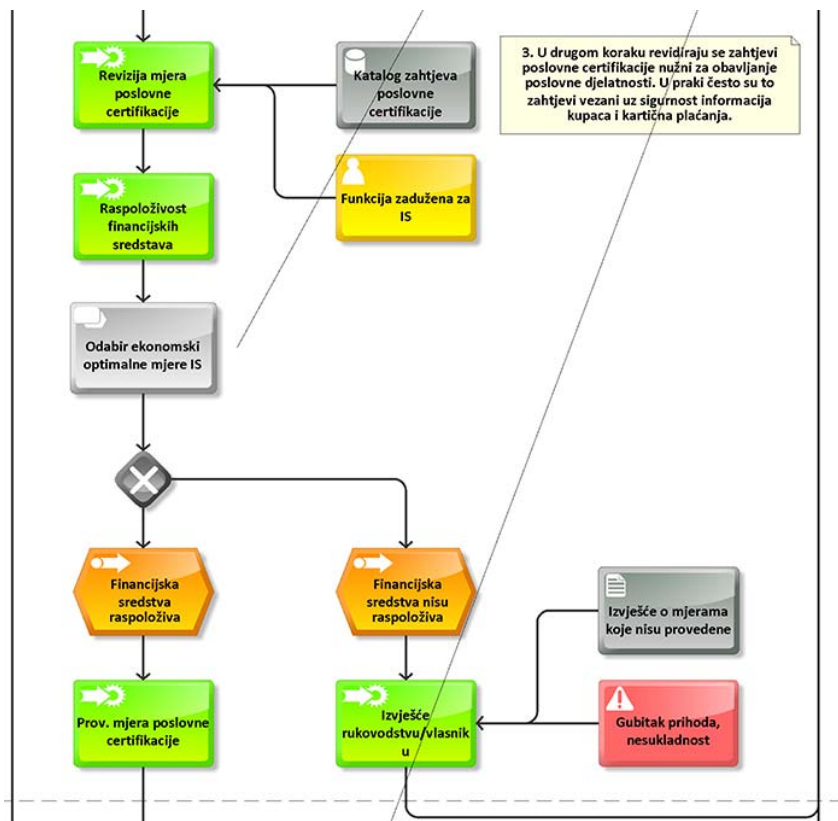 Revizija mjera
poslovne
certifikacije
Katalog zahtjeva
poslovne
certifikacije
3. U drugom koraku revidiraju se zahtjevi
poslovne certifikacije nužni za obavljanje
poslovne djelatnosti. U praki često su to
zahtjevi vezani uz sigurnost informacija
kupaca i kartična plaćanja.
Raspoloživost
financijskih
sredstava
Funkcija zadužena za
IS
Odabir ekonomski
optimalne mjere IS
Financijska
sredstva
raspoloživa
Financijska
sredstva nisu
raspoloživa
Izvješće o mjerama
koje nisu provedene
Prov. mjera poslovne
certifikacije
Izvješće
rukovodstvu/vlasnik
u
Gubitak prihoda,
nesukladnost